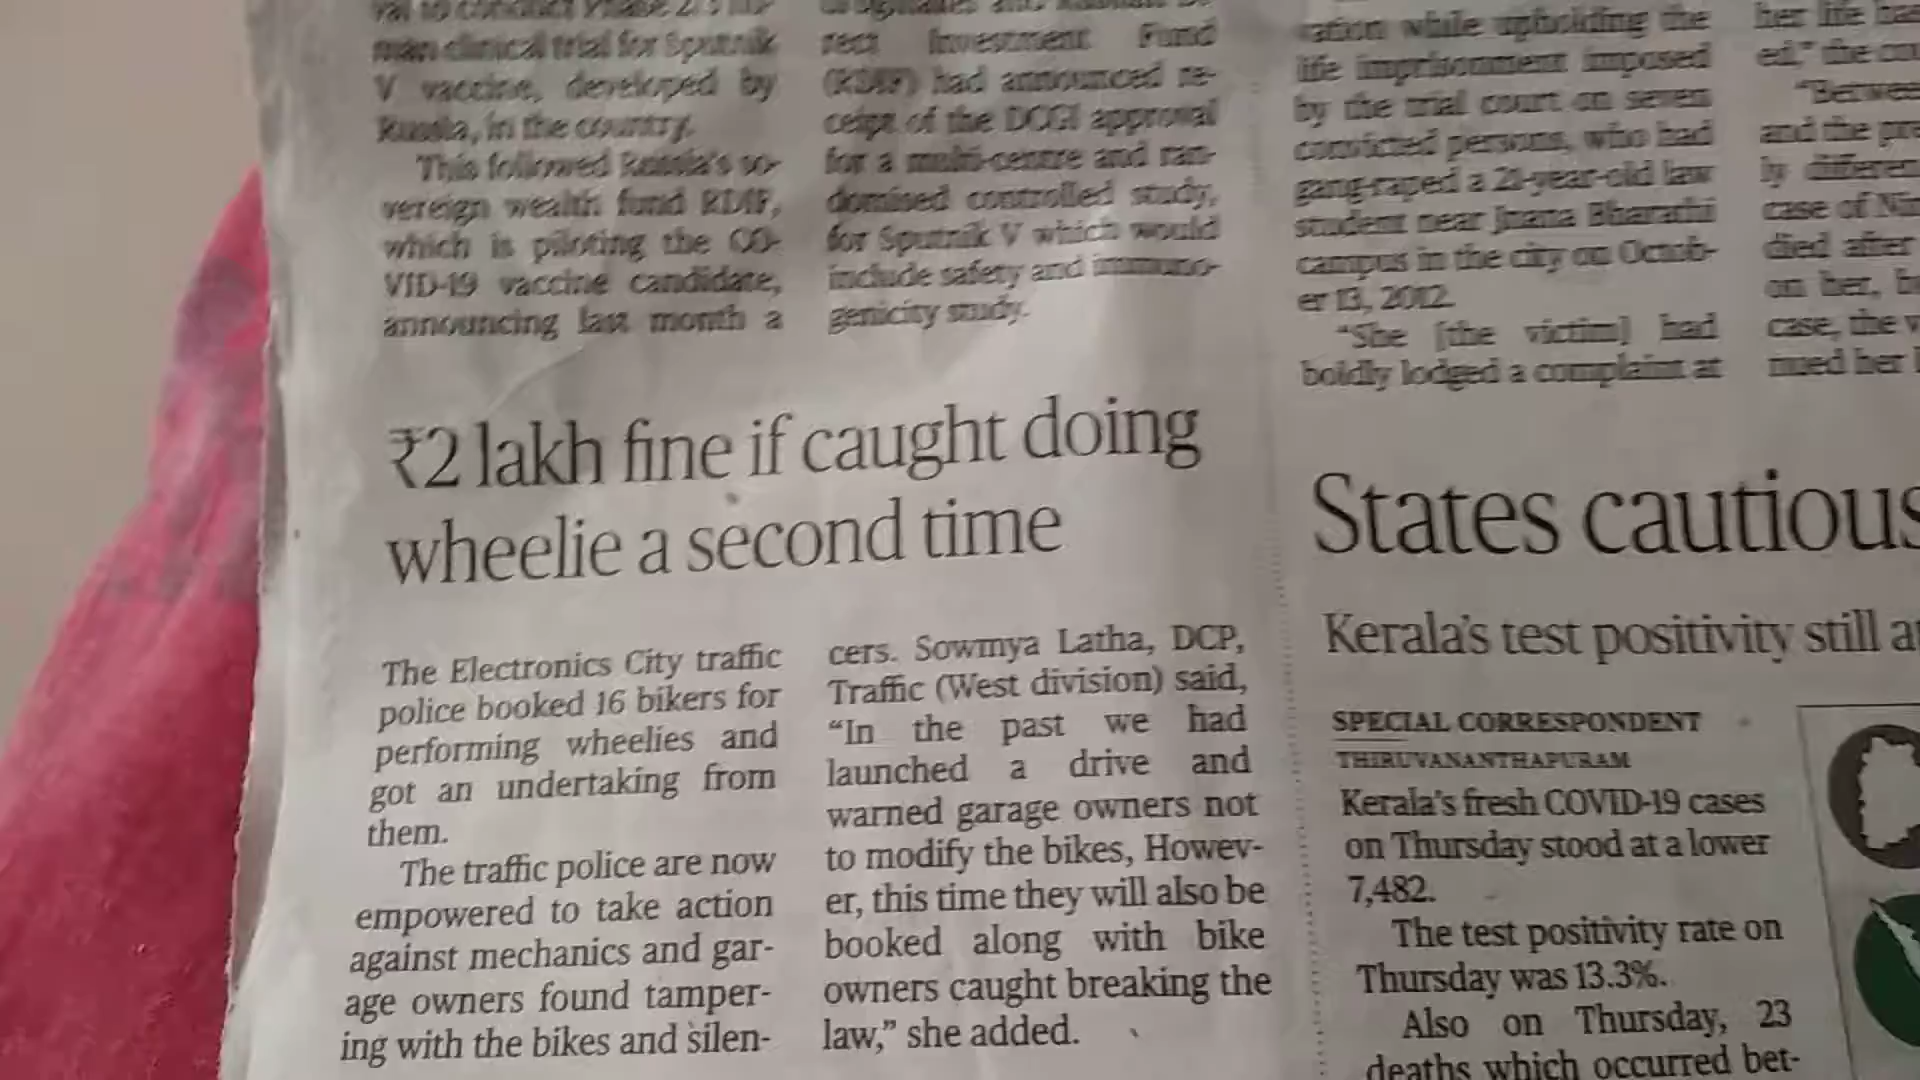 man clinical trial for Sputnik
V vaccine, developed by
Russia, in the country.
This followed Russia's so-
vereign wealth fund RDIF,
which is piloting the CO-
VID-19 vaccine candidate,
announcing last month a
rect Investment Fund
(RDIF) had announced re-
ceipt of the DCGI approval
for a multi-centre and ran-
domised controlled study,
for Sputnik V which would
include safety and immuno-
genicity study.
₹2 lakh fine if caught doing
wheelie a second time
The Electronics City traffic
police booked 16 bikers for
performing wheelies and
got an undertaking from
them.
The traffic police are now
empowered to take action
against mechanics and gar-
age owners found tamper-
ing with the bikes and silen-
cers. Sowmya Latha, DCP,
Traffic (West division) said,
“In the past we had
launched a drive and
warned garage owners not
to modify the bikes, Howev-
er, this time they will also be
booked along with bike
owners caught breaking the
law,” she added.
ration while upholding the
life imprisonment imposed
by the trial court on seven
convicted persons, who had
gang-raped a 21-year-old law
student near Jnana Bharathi
campus in the city on Octob-
er 13, 2012.
“She [the victim] had
boldly lodged a complaint at
her life
and the
case of
died after
on her,
case, the
nued her
States cautious
Kerala's test positivity still
SPECIAL CORRESPONDENT
THIRUVANANTHAPURAM
Kerala's fresh COVID-19 cases
on Thursday stood at a lower
7,482.
The test positivity rate on
Thursday was 13.3%.
Also on Thursday, 23
deaths which occurred bet-